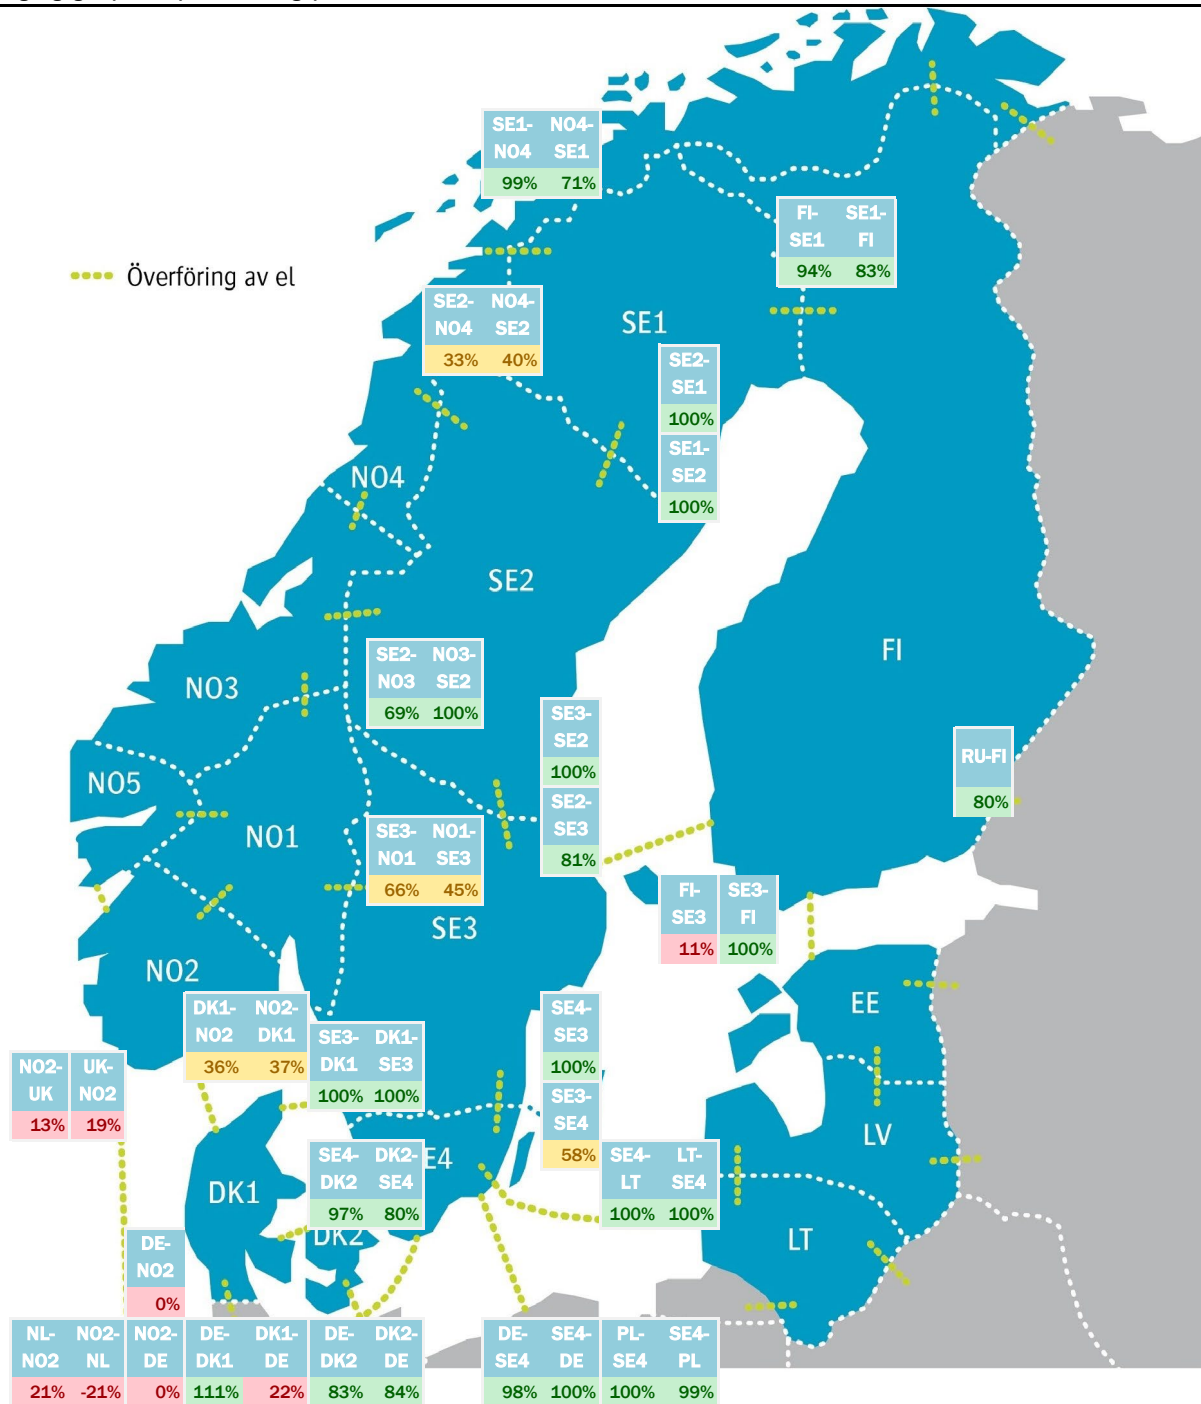 SE1- NO4-
NO4 SE1
99% 71%
FI- SE1-
SE1 FI
94% 83%
Överföring av el
SE2- NO4-
NO4 SE2
33% 40%
SE1
SE2-
SE1
100%
SE1-
SE2
100%
NO4
SE2
FI
SE2- NO3-
NO3 SE2
69% 100%
NO3
SE3-
SE2
100%
SE2-
SE3
81%
RU-FI
80%
NO5
NO1
SE3- NO1-
NO1 SE3
66% 45%
SE3
FI- SE3-
SE3 FI
11% 100%
NO2
EE
DK1- NO2-
NO2 DK1
36% 37%
SE3- DK1-
DK1 SE3
100% 100%
SE4-
SE3
100%
SE3-
SE4
58%
NO2- UK-
UK NO2
13% 19%
LV
SE4- DK2-
DK2 SE4
97% 80%
E4
SE4- LT-
LT SE4
100% 100%
DK1
DK2
LT
DE-
NO2
0%
NL- NO2- NO2- DE- DK1- DE- DK2- DE- SE4- PL- SE4-
NO2 NL DE DK1 DE DK2 DE SE4 DE SE4 PL
21% -21% 0% 111% 22% 83% 84% 98% 100% 100% 99%